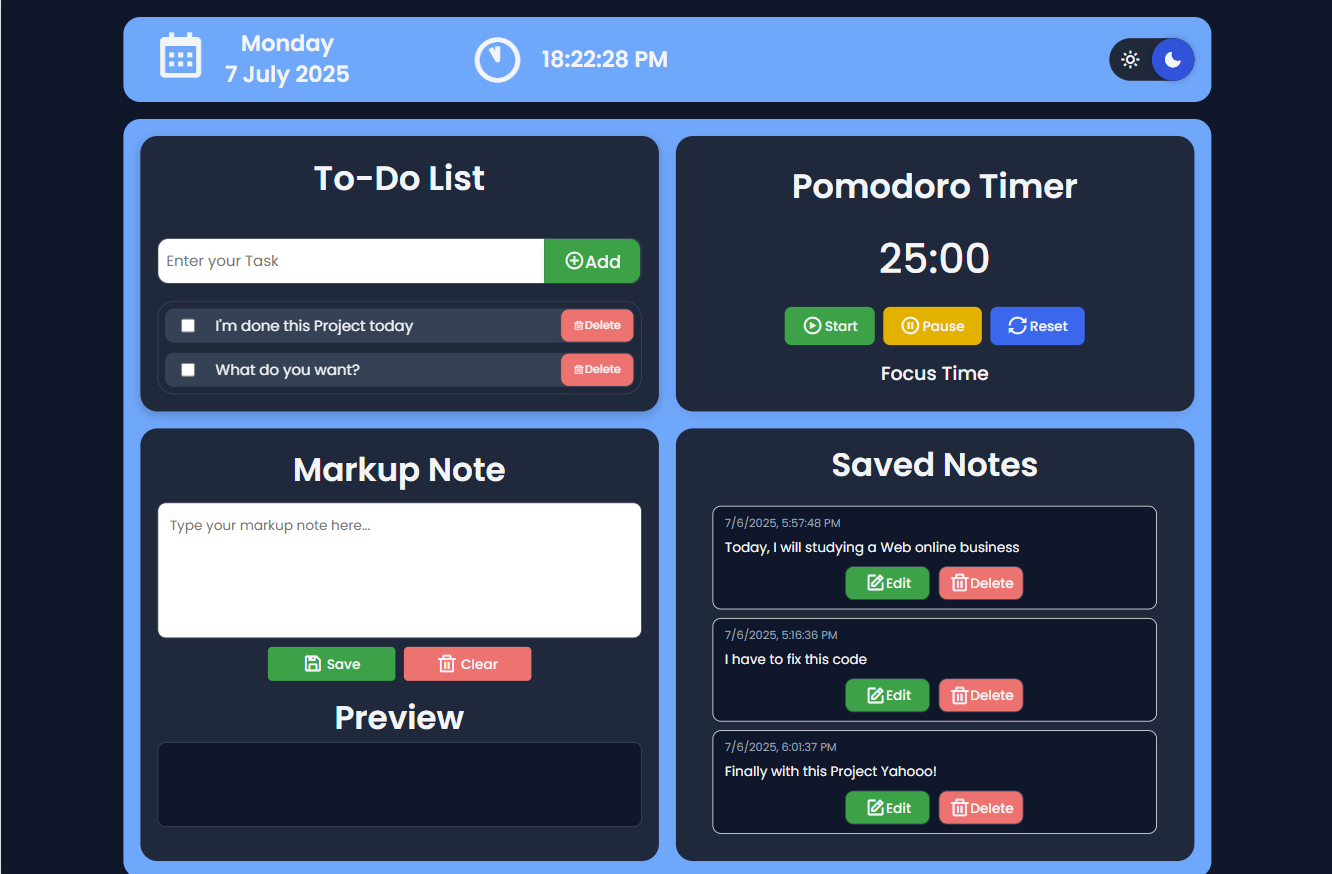 Monday
7 July 2025
18:22:28 PM
To-Do List
Enter your Task
Add
I'm done this Project today
Delete
What do you want?
Delete
Pomodoro Timer
25:00
Start Pause Reset
Focus Time
Markup Note
Type your markup note here...
Save Clear
Preview
Saved Notes
7/6/2025, 5:57:48 PM
Today, I will studying a Web online business
Edit Delete
7/6/2025, 5:16:36 PM
I have to fix this code
Edit Delete
7/6/2025, 6:01:37 PM
Finally with this Project Yahooo!
Edit Delete